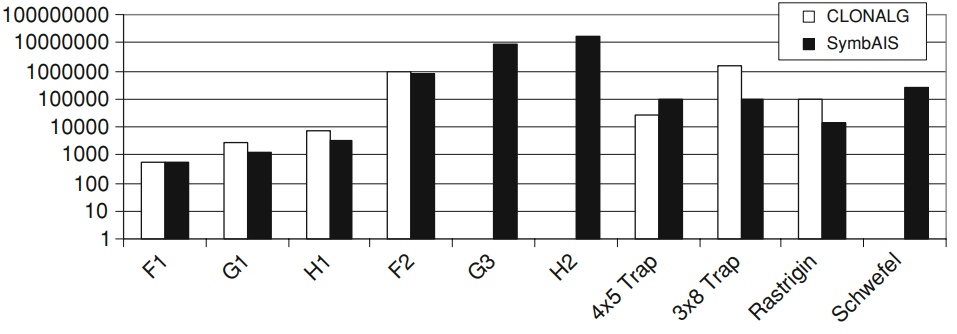 100000000
10000000
1000000
100000
10000
1000
100
10
1
CLONALG
SymbAIS
F1
G1
H1
F2
G3
H2
4x5 Trap
3x8 Trap
Rastrigin
Schwefel